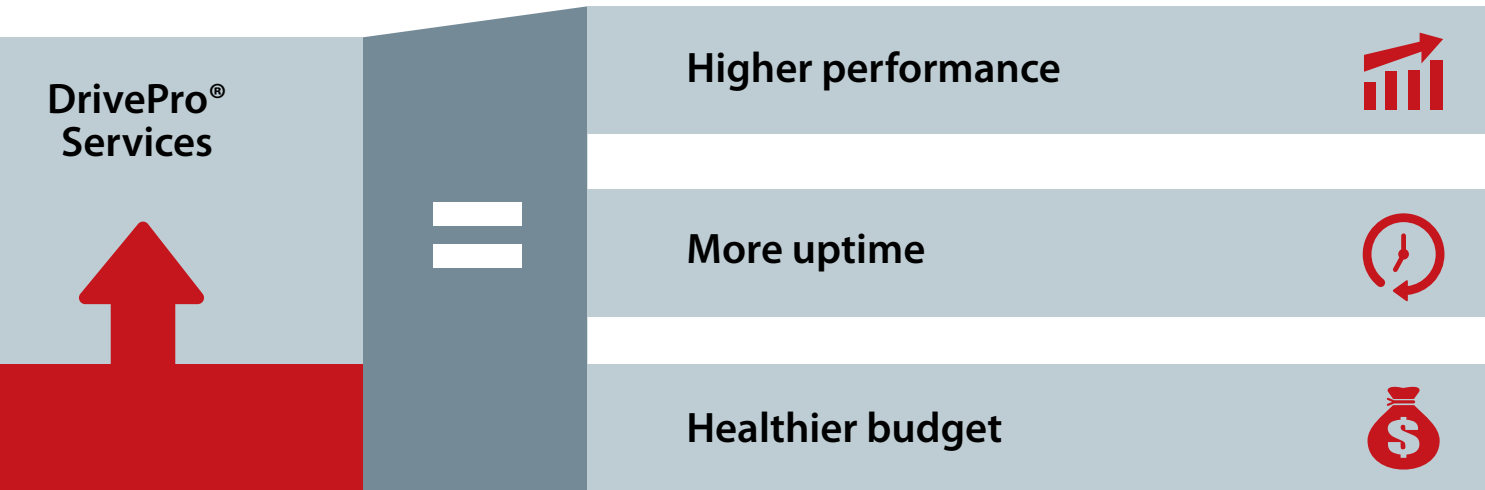 DrivePro®
Services
Higher performance
More uptime
Healthier budget
$